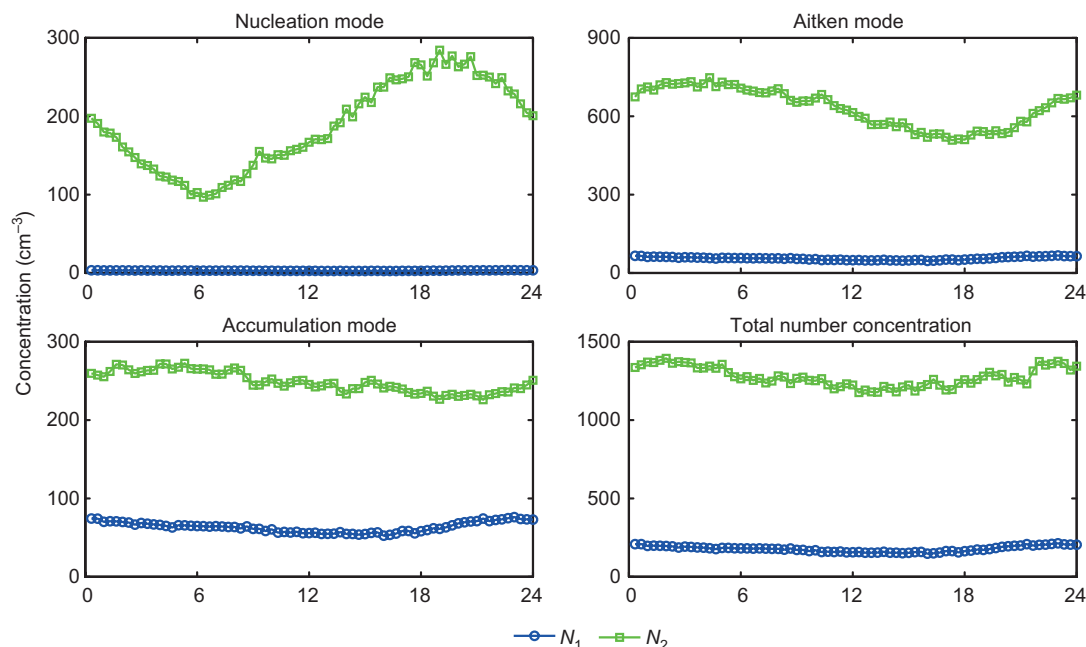 Nucleation mode
300
200
100
0
0 6 12 18 24
Aitken mode
900
600
300
0
0 6 12 18 24
Concentration (cm⁻³)
Accumulation mode
300
200
100
0
0 6 12 18 24
Total number concentration
1500
1000
500
0
0 6 12 18 24
N₁ N₂